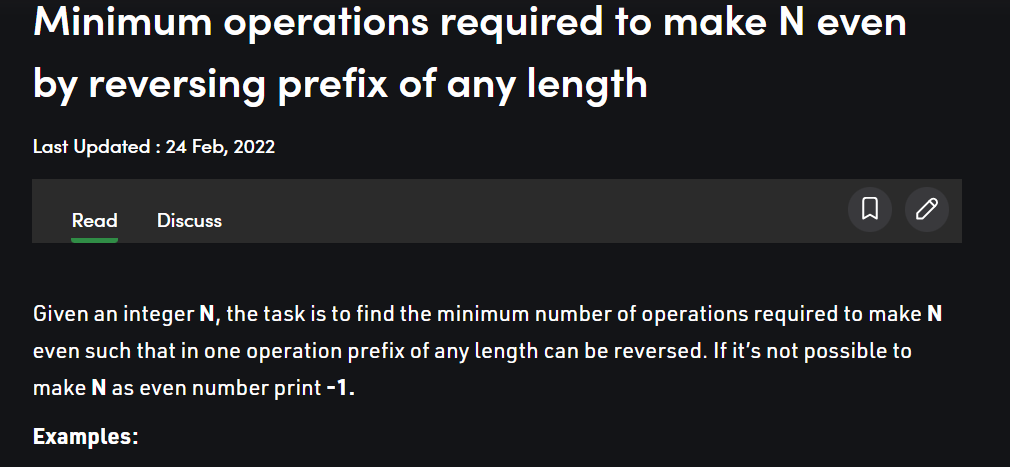 Minimum operations required to make N even
by reversing prefix of any length
Last Updated : 24 Feb, 2022
Read Discuss
Given an integer N, the task is to find the minimum number of operations required to make N
even such that in one operation prefix of any length can be reversed. If it’s not possible to
make N as even number print -1.
Examples: